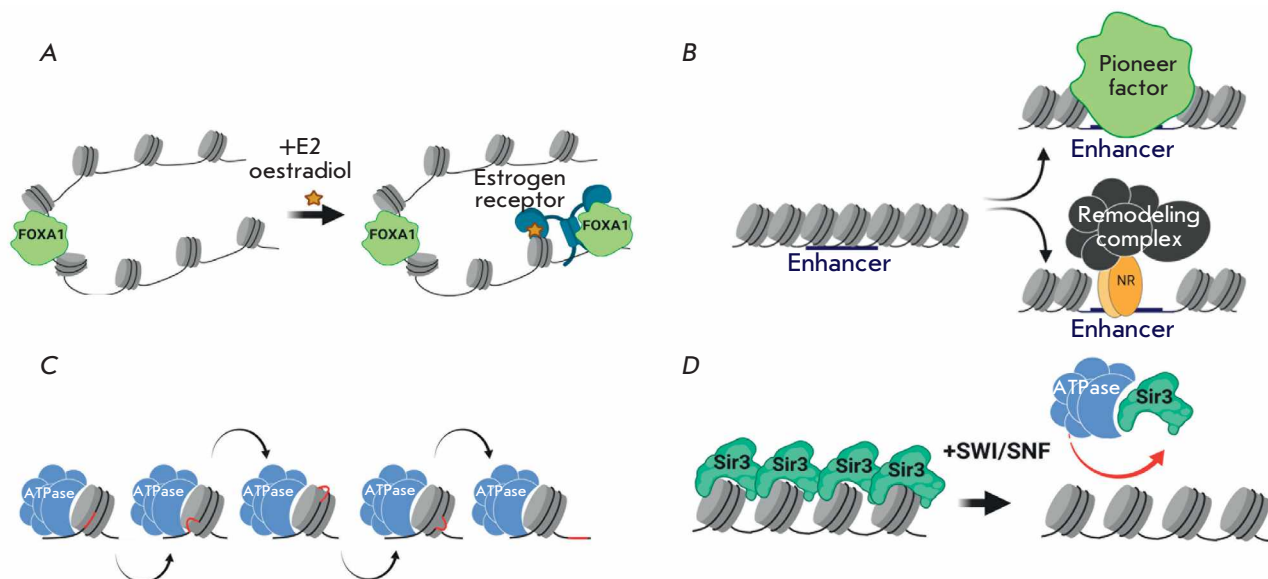 A
+E2
oestradiol
FOXA1
Estrogen
receptor
FOXA1
FOXA1
B
Enhancer
Pioneer
factor
Enhancer
Remodeling
complex
NR
Enhancer
C
ATPase
ATPase
ATPase
ATPase
ATPase
D
Sir3
Sir3
Sir3
Sir3
+SWI/SNF
ATPase
Sir3